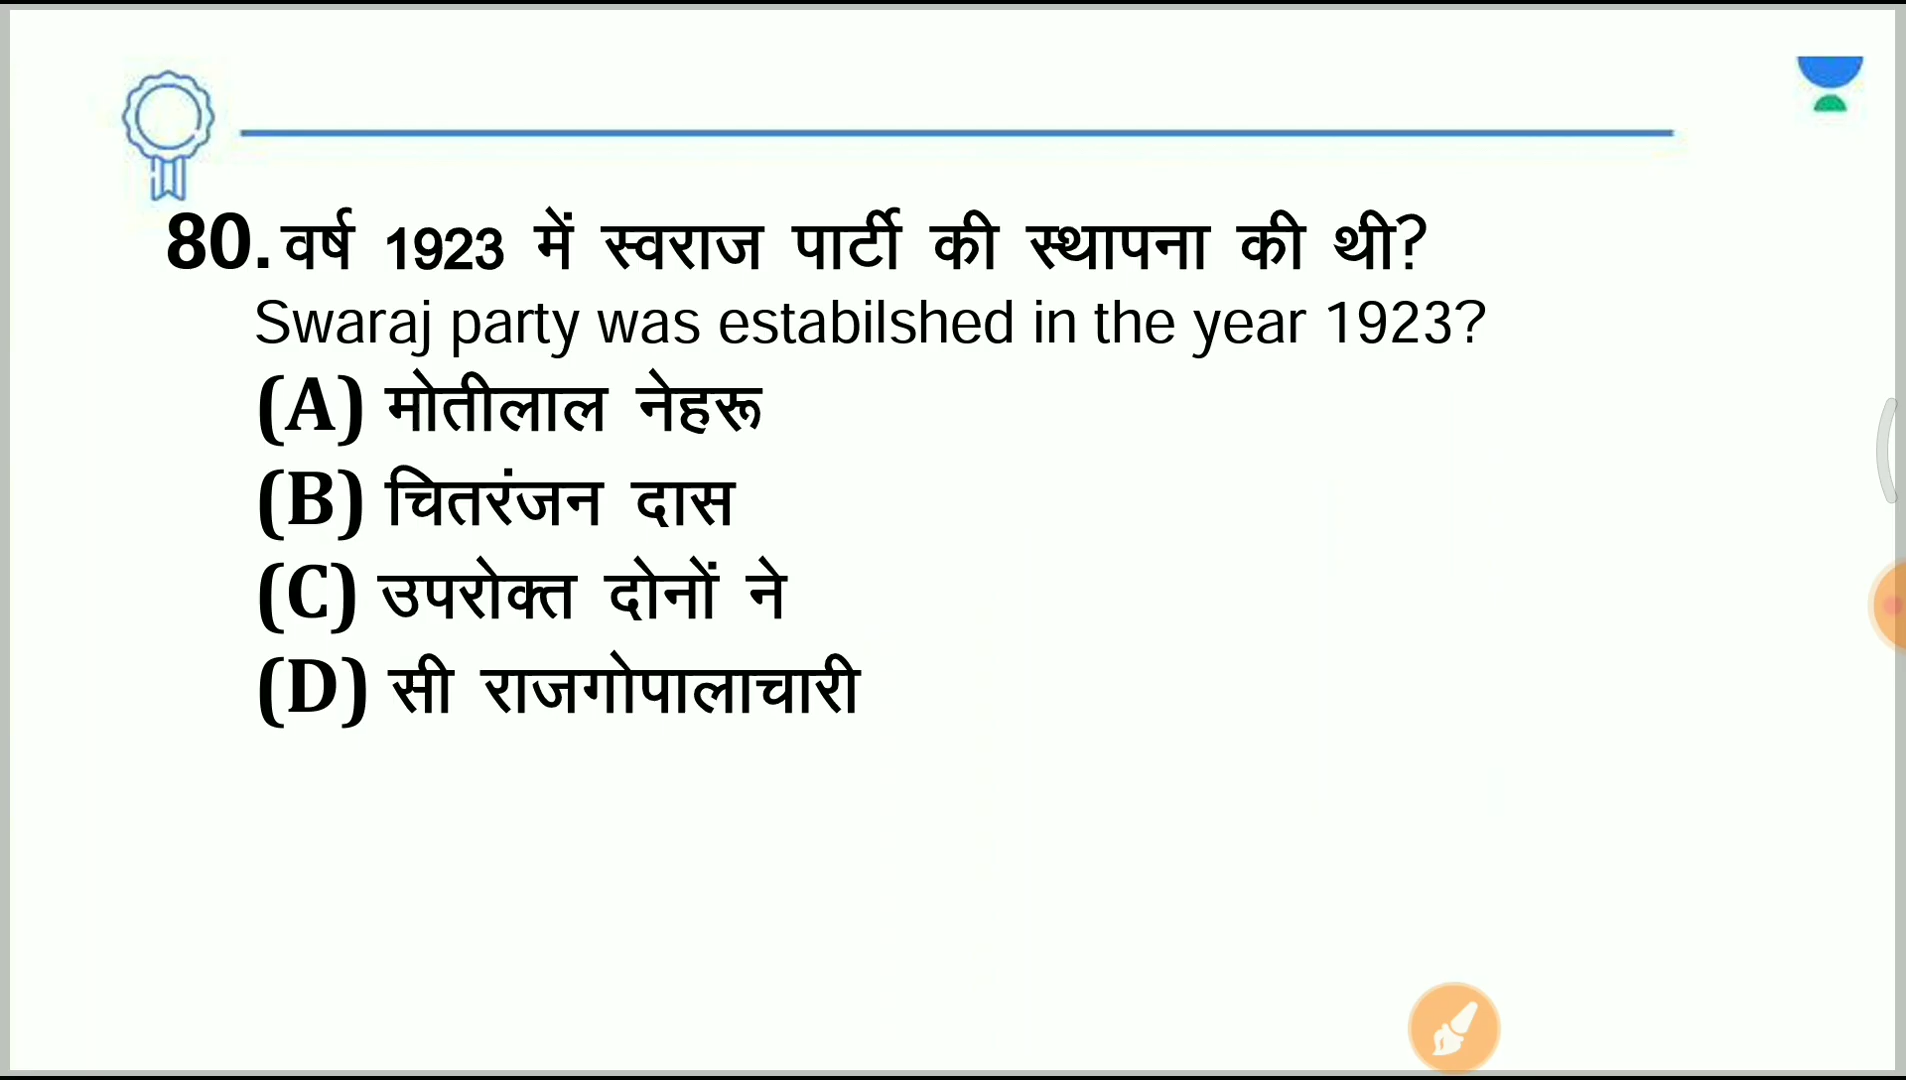 80. वर्ष 1923 में स्वराज पार्टी की स्थापना की थी?
Swaraj party was estabilshed in the year 1923?
(A) मोतीलाल नेहरू
(B) चितरंजन दास
(C) उपरोक्त दोनों ने
(D) सी राजगोपालाचारी